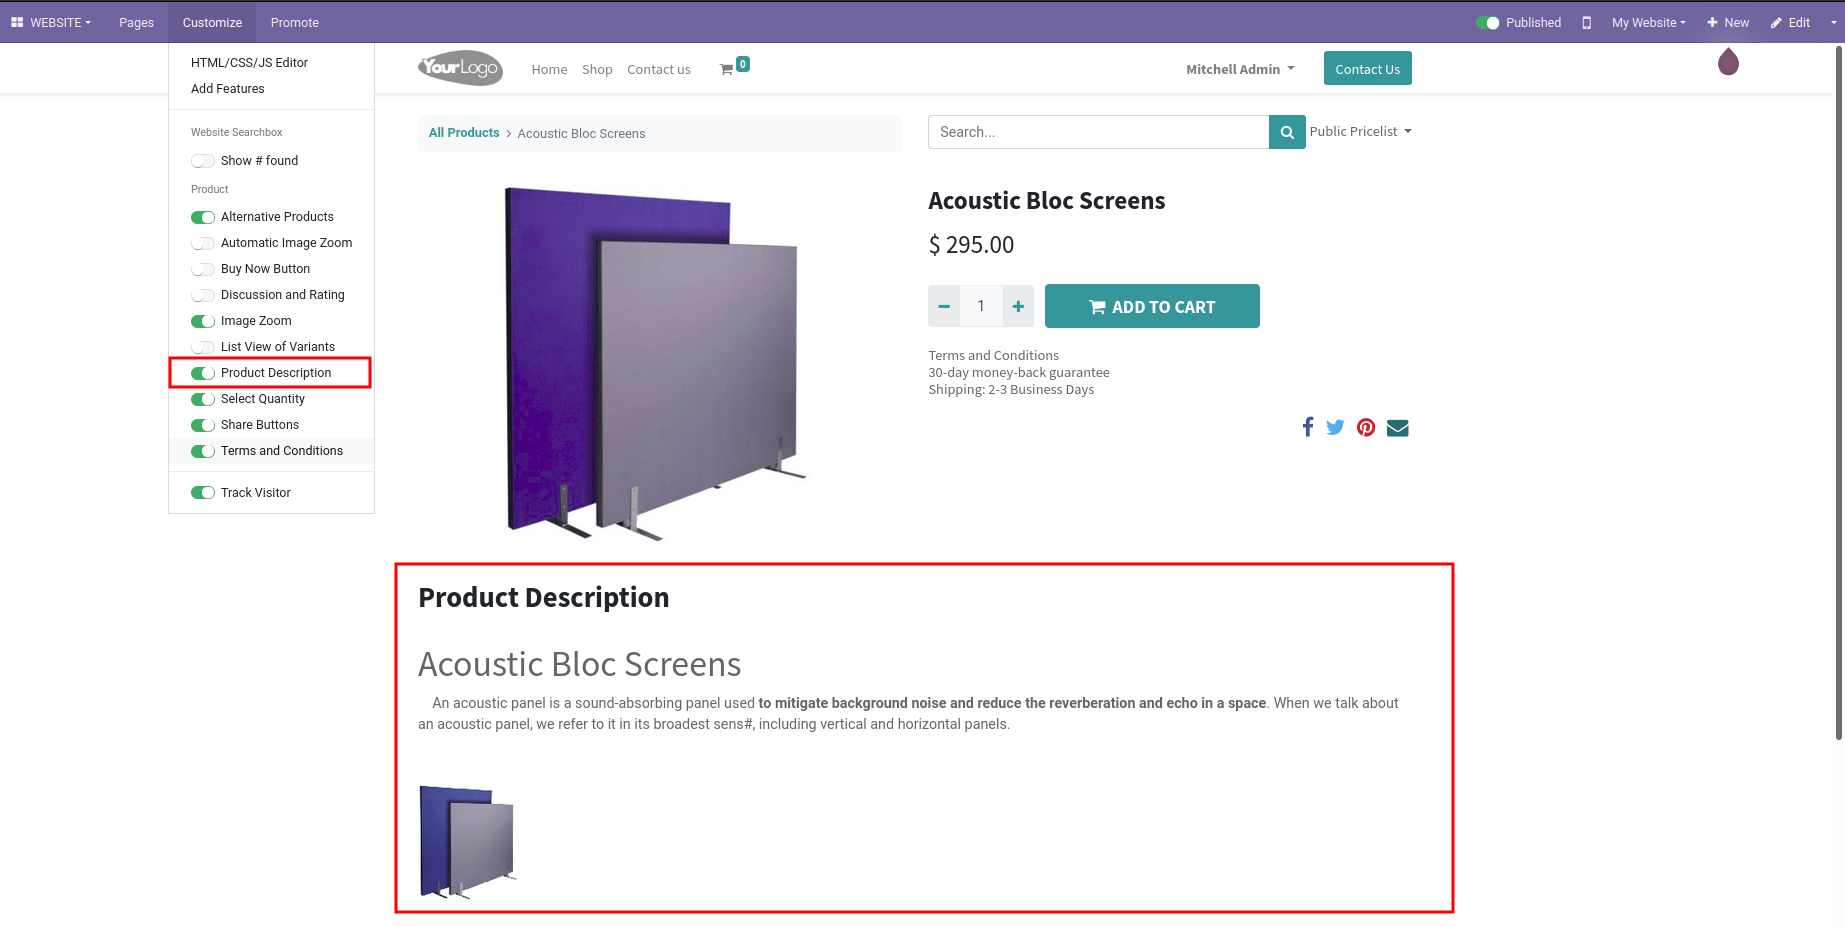 WEBSITE
Pages
Customize
Promote
Published
My Website
New
Edit
HTML/CSS/JS Editor
Add Features
Website Searchbox
Show # found
Product
Alternative Products
Automatic Image Zoom
Buy Now Button
Discussion and Rating
Image Zoom
List View of Variants
Product Description
Select Quantity
Share Buttons
Terms and Conditions
Track Visitor
YourLogo
Home
Shop
Contact us
0
Mitchell Admin
Contact Us
All Products > Acoustic Bloc Screens
Search...
Public Pricelist
Acoustic Bloc Screens
$ 295.00
1
ADD TO CART
Terms and Conditions
30-day money-back guarantee
Shipping: 2-3 Business Days
Product Description
Acoustic Bloc Screens
An acoustic panel is a sound-absorbing panel used to mitigate background noise and reduce the reverberation and echo in a space. When we talk about
an acoustic panel, we refer to it in its broadest sens#, including vertical and horizontal panels.